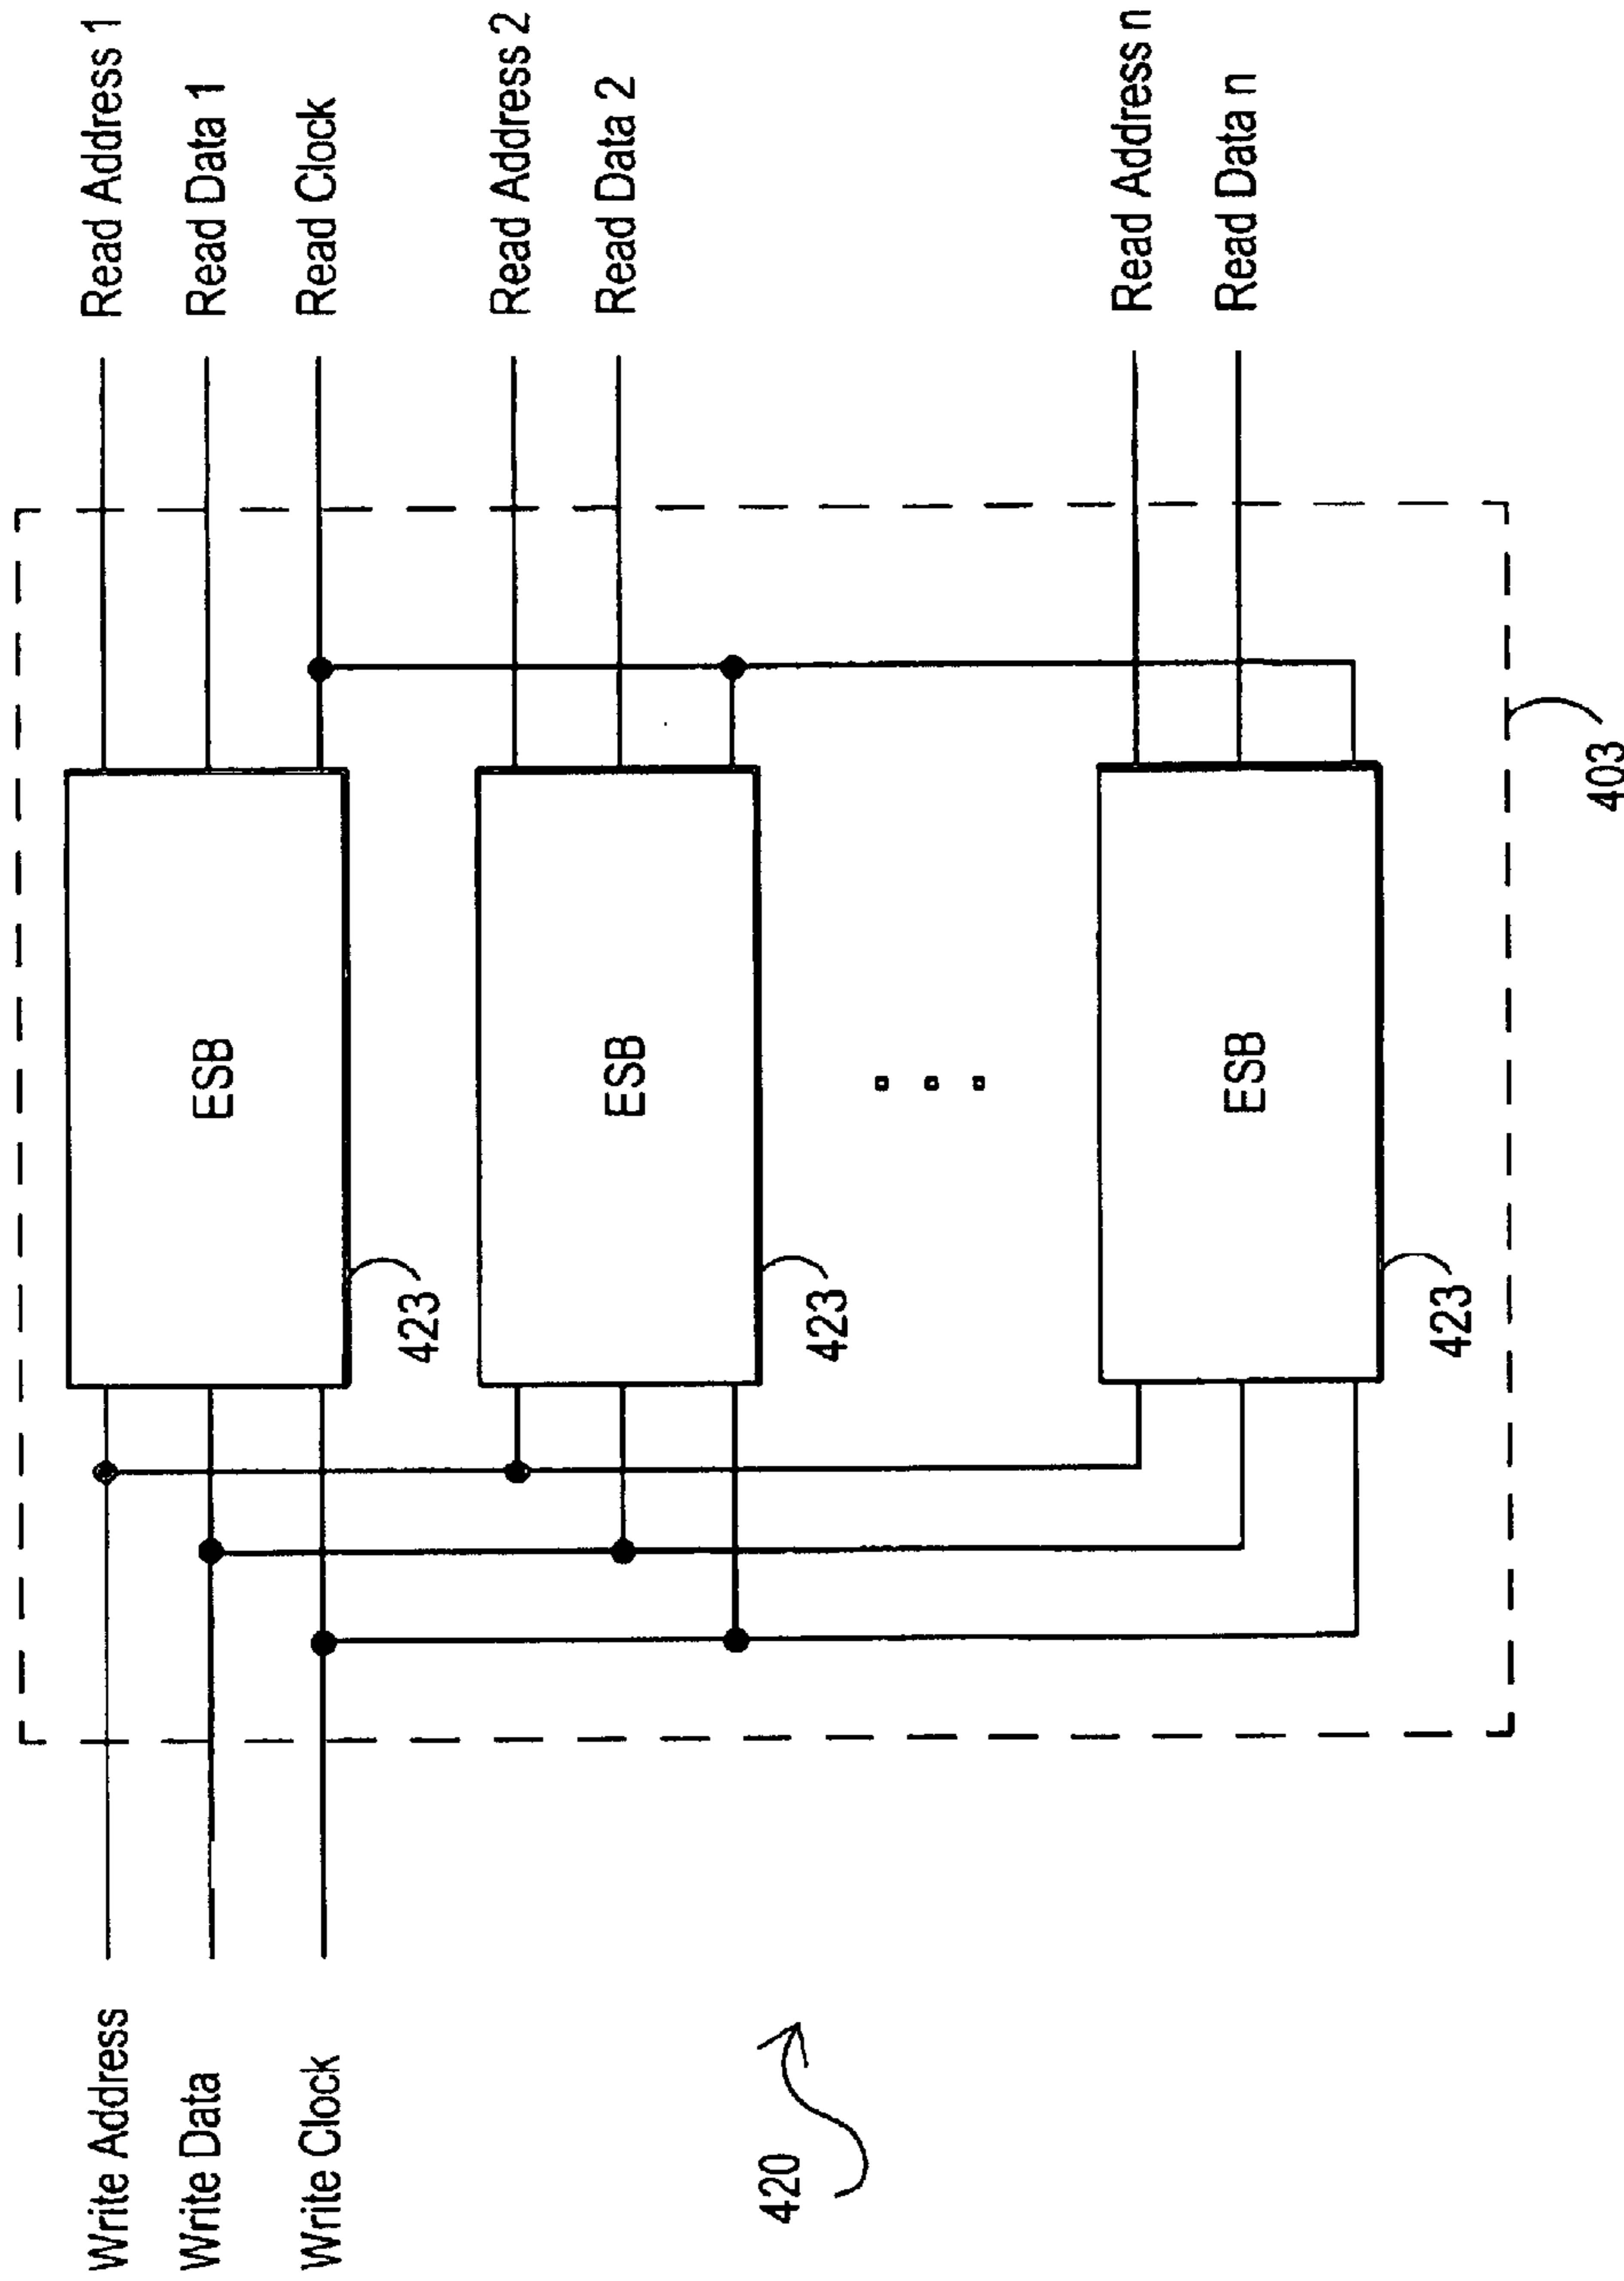 Write Address
Read Address 1
Write Data
ESB
Read Data 1
Write Clock
Read Clock
423
Read Address 2
ESB
Read Data 2
420
423
Read Address n
ESB
Read Data n
423
403